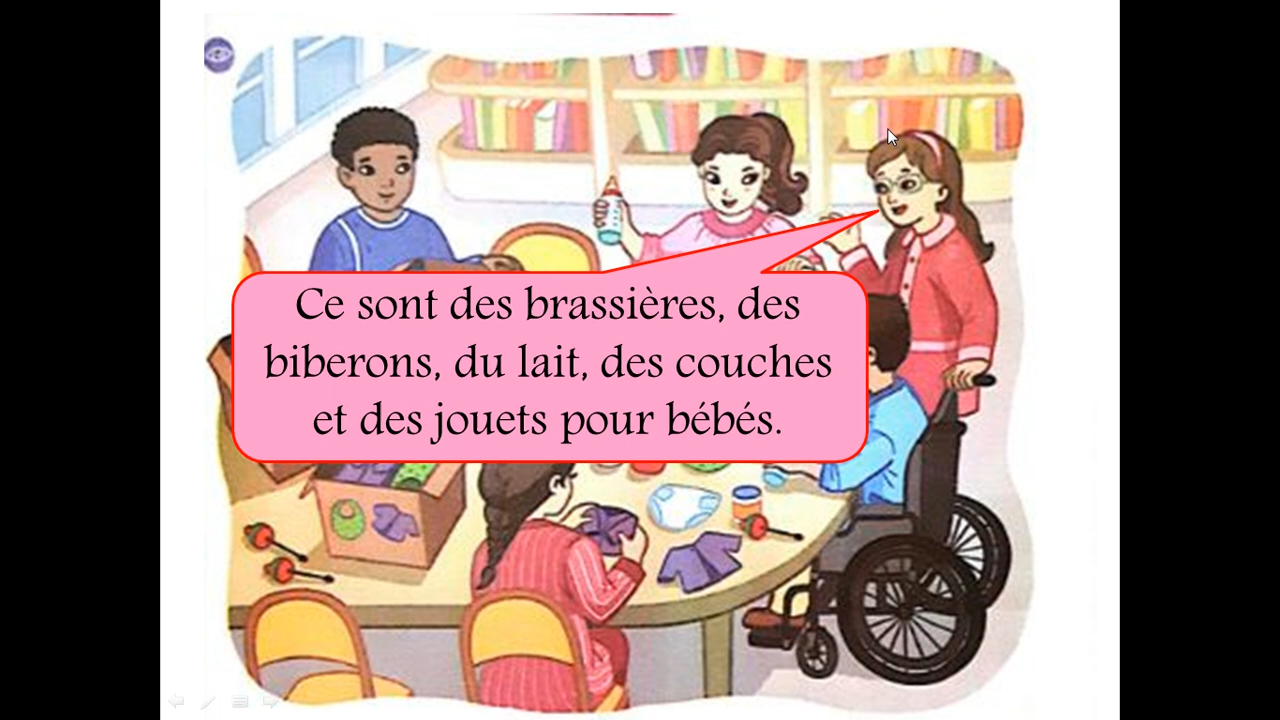 Ce sont des brassières, des
biberons, du lait, des couches
et des jouets pour bébés.